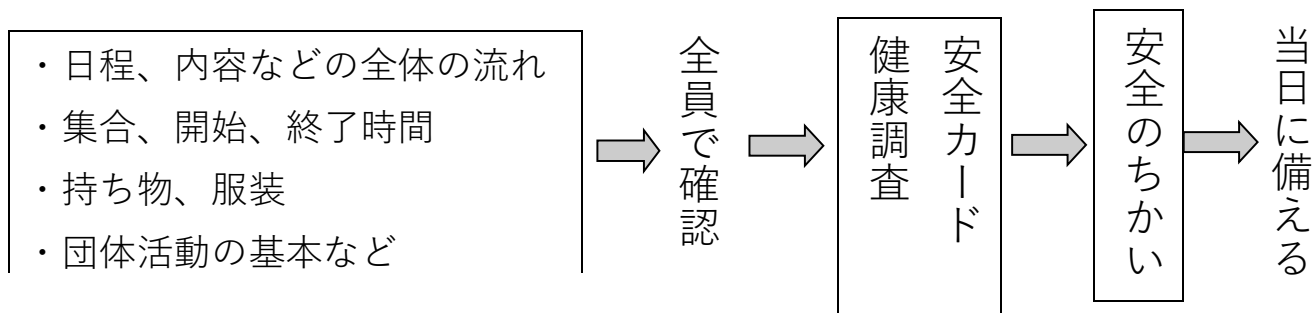 ・日程、内容などの全体の流れ
・集合、開始、終了時間
・持ち物、服装
・団体活動の基本など
全員で確認
安全カード
健康調査
安全のちかい
当日に備える